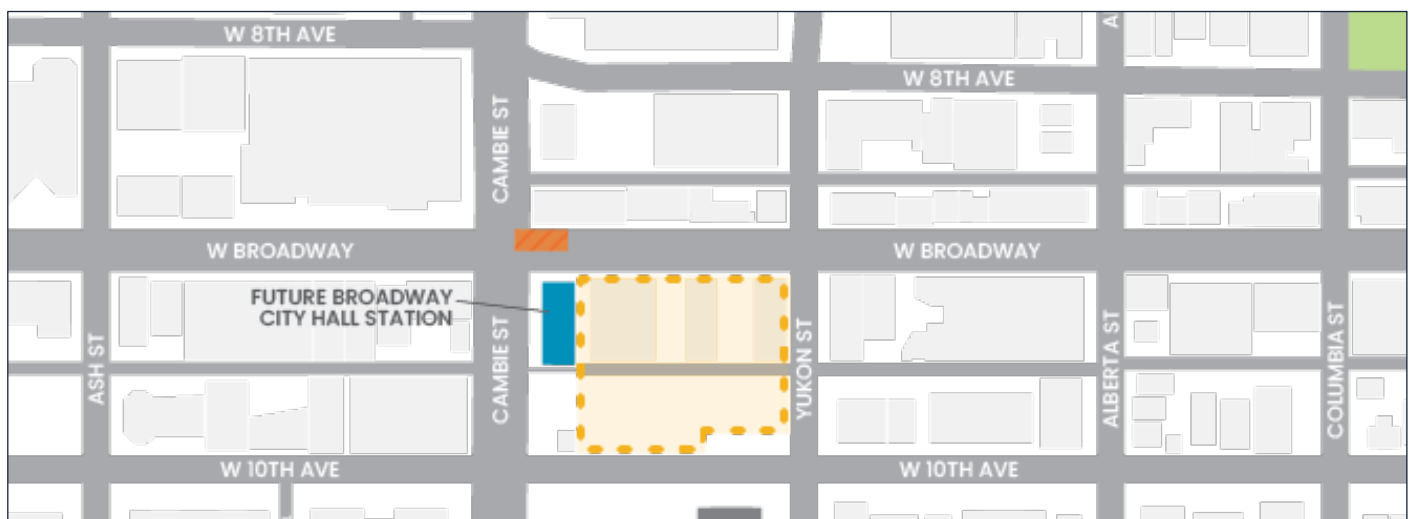 W 8TH AVE
W 8TH AVE
A
CAMBIE ST
W BROADWAY
W BROADWAY
FUTURE BROADWAY
CITY HALL STATION
ASH ST
CAMBIE ST
YUKON ST
ALBERTA ST
COLUMBIA ST
W 10TH AVE
W 10TH AVE